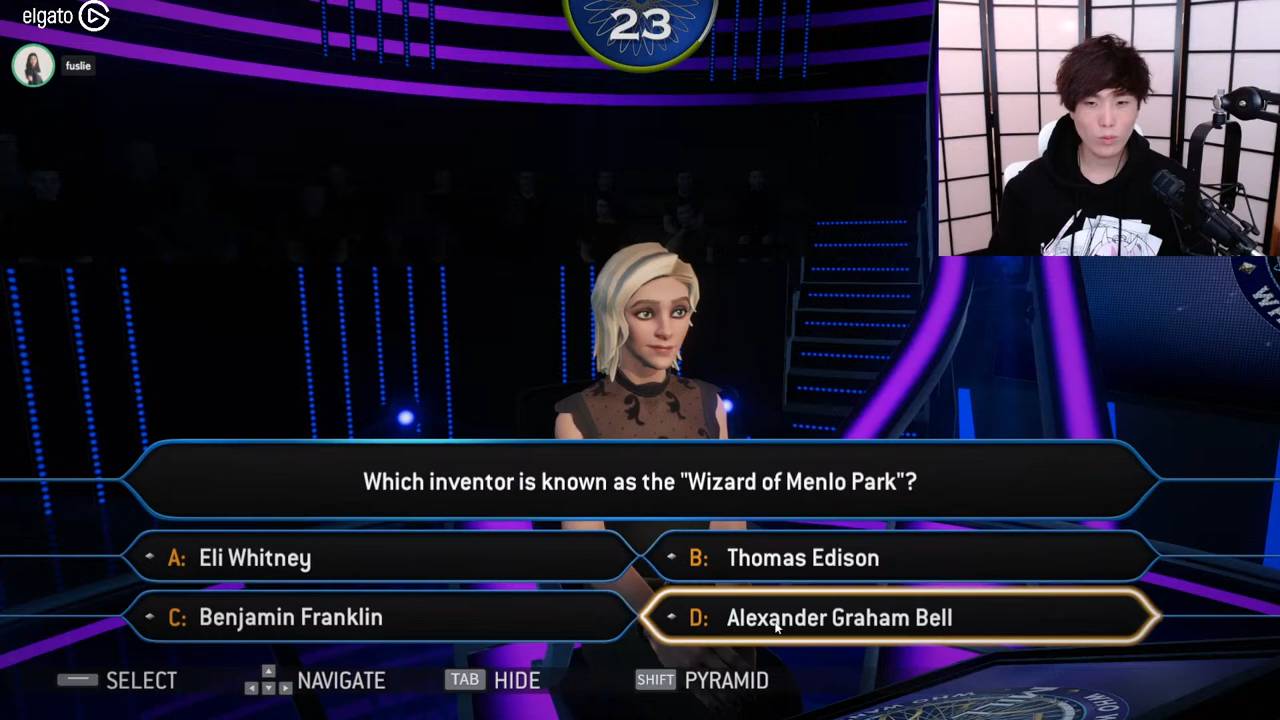 elgato
23
fuslie
Which inventor is known as the "Wizard of Menlo Park"?
A: Eli Whitney
B: Thomas Edison
C: Benjamin Franklin
D: Alexander Graham Bell
SELECT
NAVIGATE
TAB HIDE
SHIFT PYRAMID
WHO